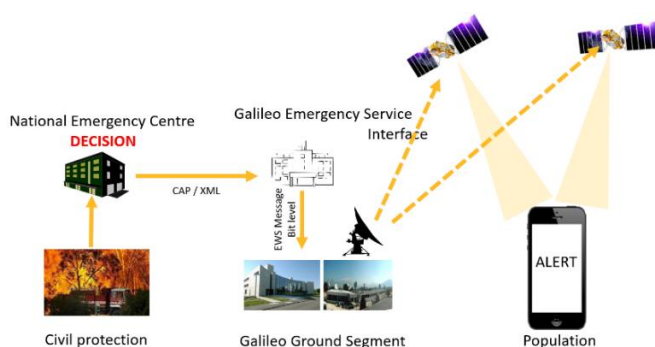 National Emergency Centre
DECISION
Galileo Emergency Service
Interface
CAP / XML
EWS Message
Bit level
ALERT
Civil protection
Galileo Ground Segment
Population